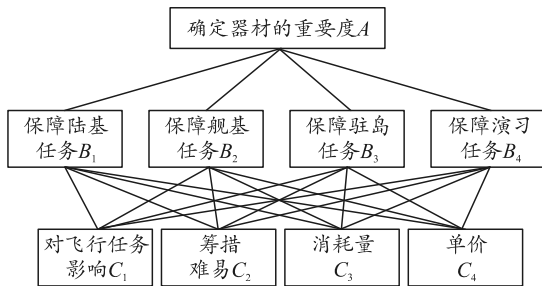 确定器材的重要度A
保障陆基
任务B₁
保障舰基
任务B₂
保障驻岛
任务B₃
保障演习
任务B₄
对飞行任务
影响C₁
筹措
难易C₂
消耗量
C₃
单价
C₄